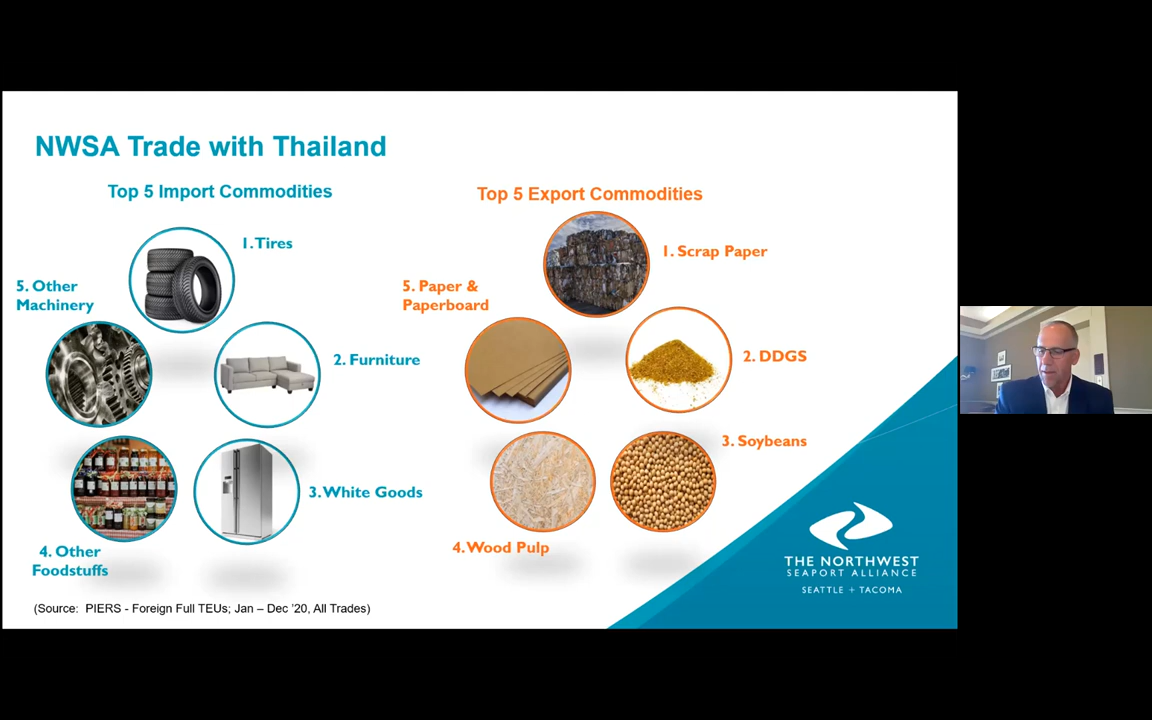 NWSA Trade with Thailand
Top 5 Import Commodities
1. Tires
2. Furniture
3. White Goods
4. Other
Foodstuffs
5. Other
Machinery
Top 5 Export Commodities
1. Scrap Paper
2. DDGS
3. Soybeans
4. Wood Pulp
5. Paper &
Paperboard
THE NORTHWEST
SEAPORT ALLIANCE
SEATTLE + TACOMA
(Source: PIERS - Foreign Full TEUs; Jan – Dec '20, All Trades)